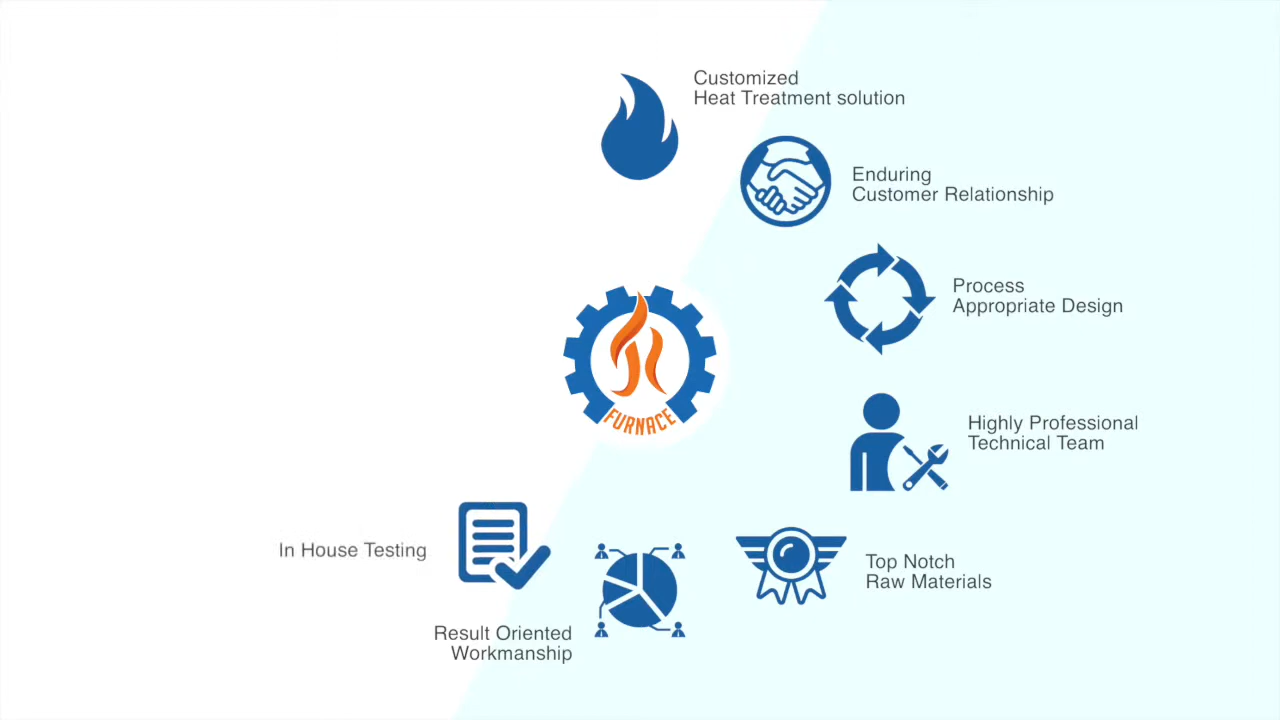 Customized
Heat Treatment solution
Enduring
Customer Relationship
Process
Appropriate Design
FURNACE
Highly Professional
Technical Team
In House Testing
Top Notch
Raw Materials
Result Oriented
Workmanship